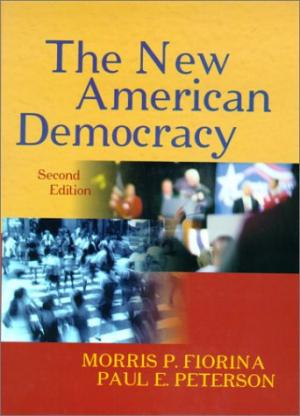 The New
American
Democracy
Second
Edition
MORRIS P. FIORINA
PAUL E. PETERSON